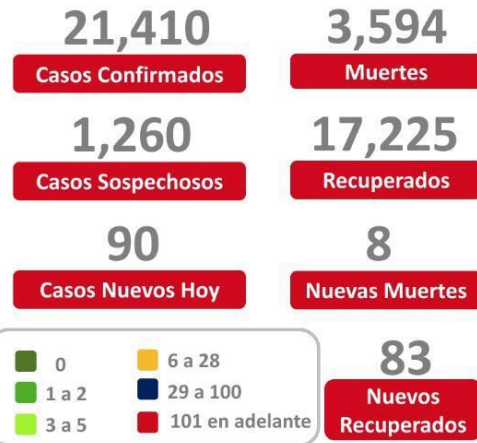 21,410
Casos Confirmados
3,594
Muertes
1,260
Casos Sospechosos
17,225
Recuperados
90
Casos Nuevos Hoy
8
Nuevas Muertes
0
1 a 2
3 a 5
6 a 28
29 a 100
101 en adelante
83
Nuevos
Recuperados